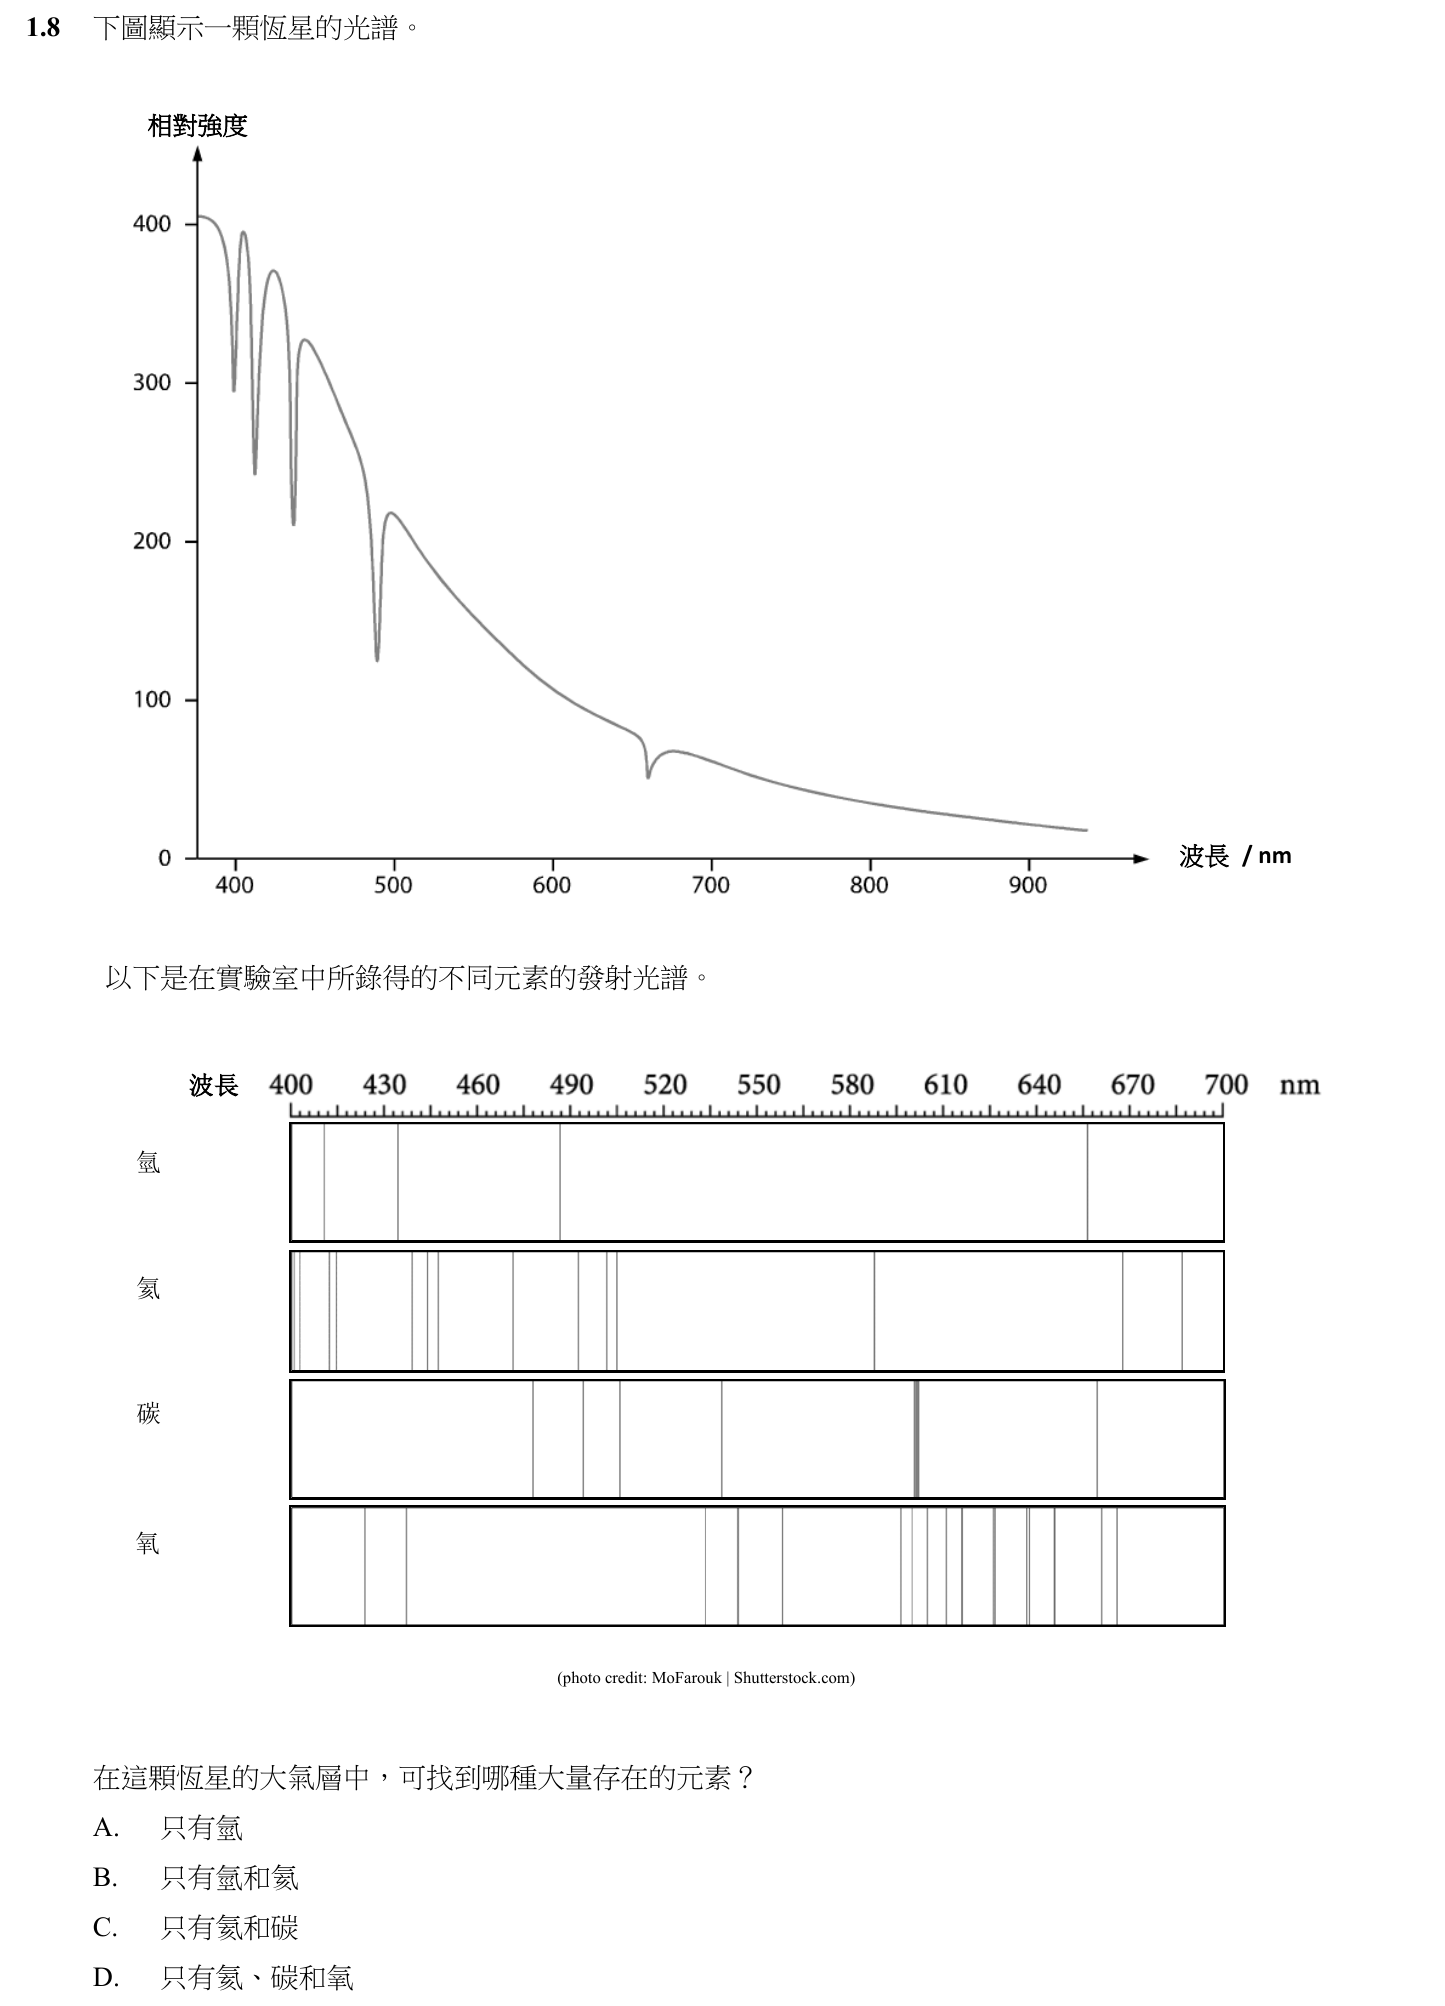 1.8 下圖顯示一顆恆星的光譜。
相對強度
400
300
200
100
0
400 500 600 700 800 900
波長 / nm
以下是在實驗室中所錄得的不同元素的發射光譜。
波長 400 430 460 490 520 550 580 610 640 670 700 nm
氫
氦
碳
氧
(photo credit: MoFarouk | Shutterstock.com)
在這顆恆星的大氣層中，可找到哪種大量存在的元素？
A. 只有氫
B. 只有氫和氦
C. 只有氦和碳
D. 只有氦、碳和氧